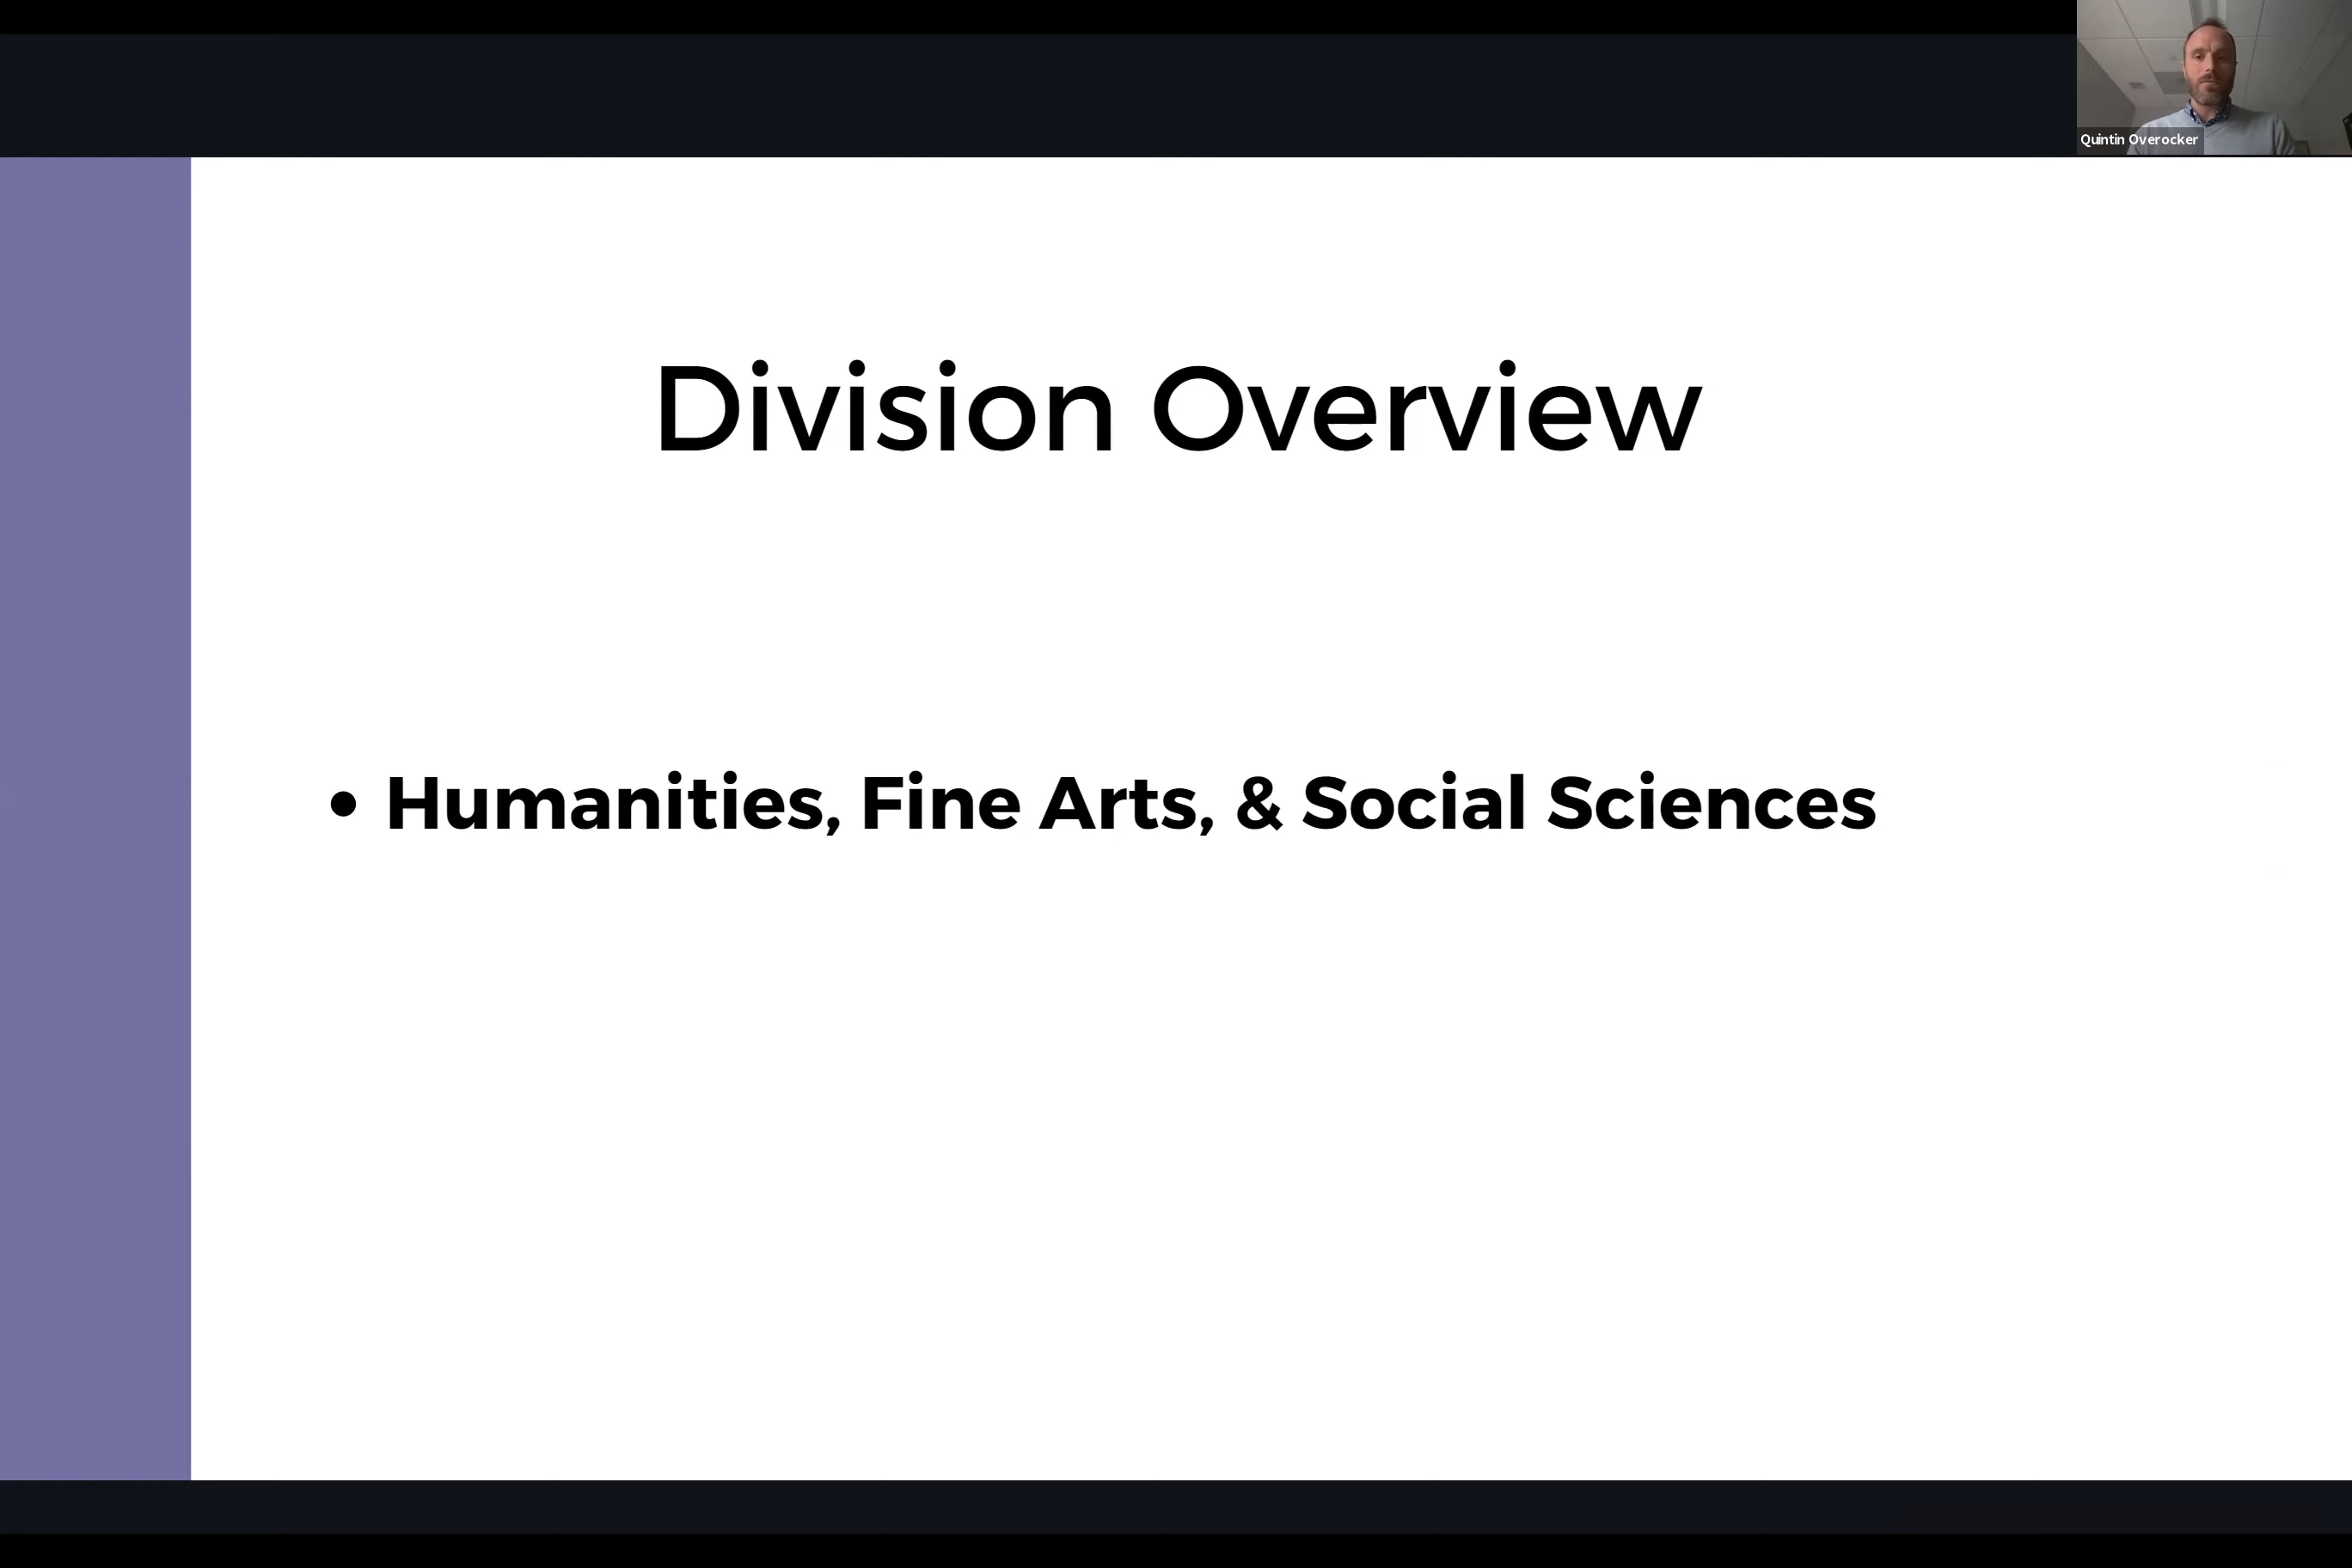 Quintin Overocker
Division Overview
• Humanities, Fine Arts, & Social Sciences